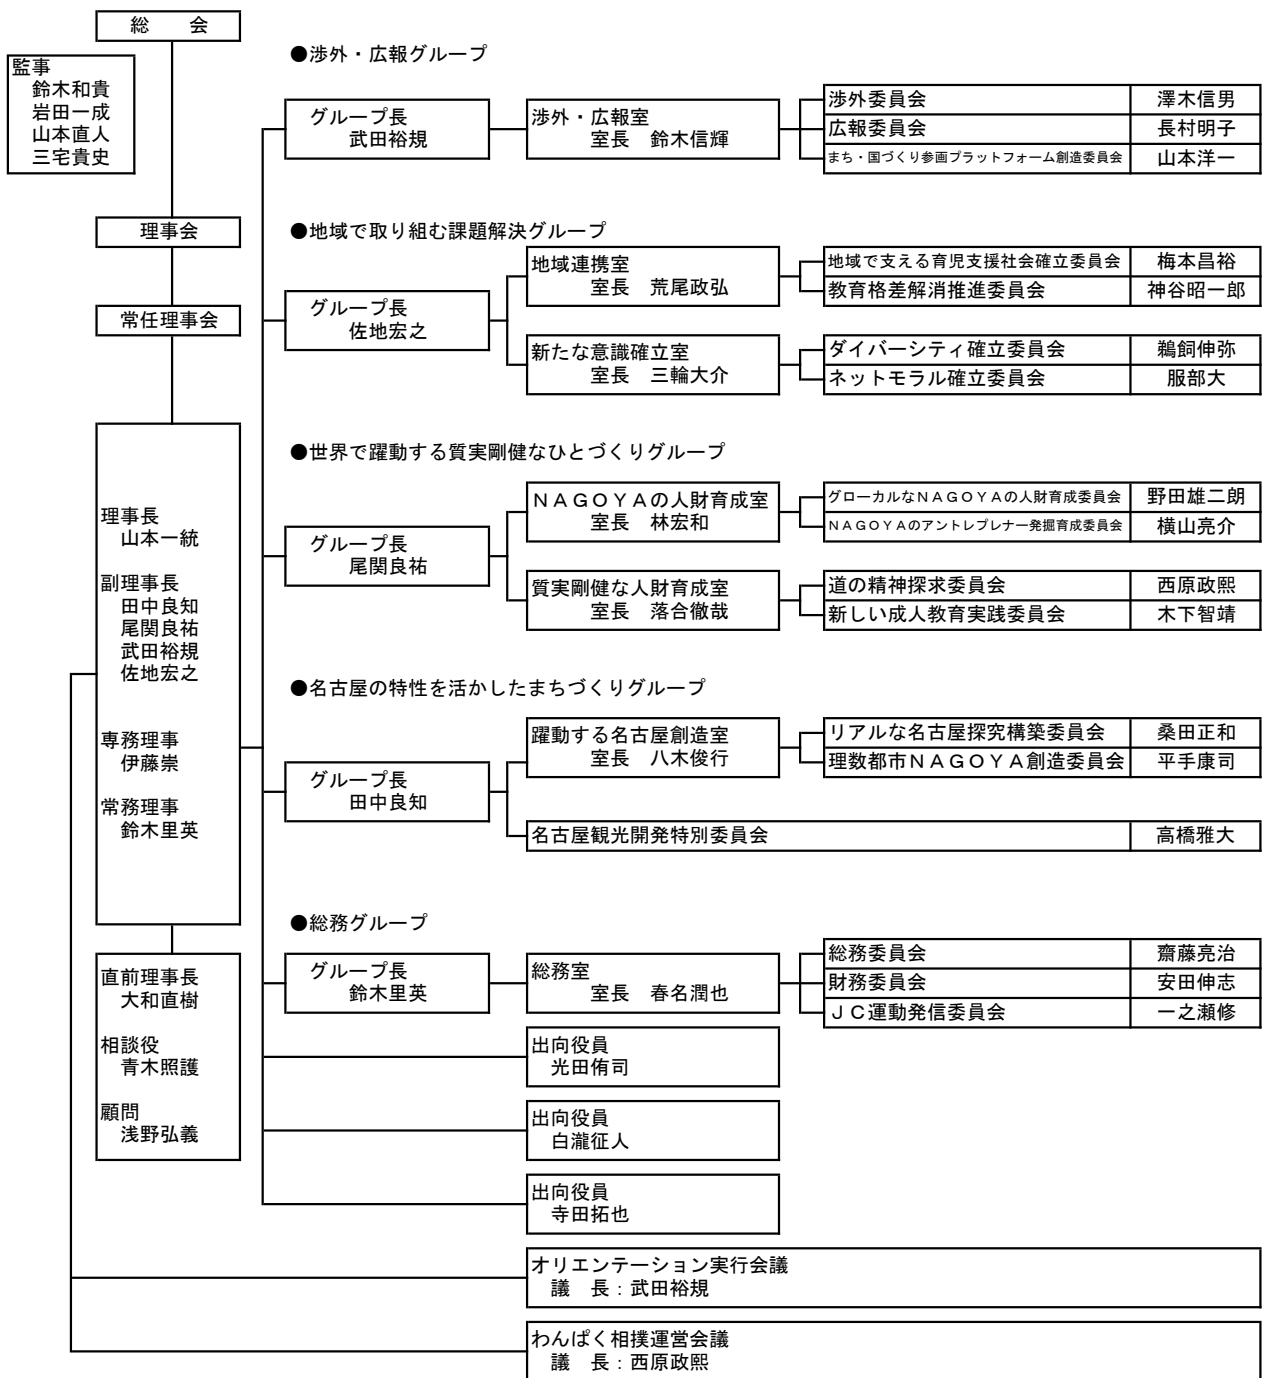 総　会
監事
鈴木和貴
岩田一成
山本直人
三宅貴史
理事会
常任理事会
理事長
山本一統
副理事長
田中良知
尾関良祐
武田裕規
佐地宏之
専務理事
伊藤崇
常務理事
鈴木里英
直前理事長
大和直樹
相談役
青木照護
顧問
浅野弘義
●渉外・広報グループ
グループ長
武田裕規
渉外・広報室
室長　鈴木信輝
渉外委員会　澤木信男
広報委員会　長村明子
まち・国づくり参画プラットフォーム創造委員会　山本洋一
●地域で取り組む課題解決グループ
グループ長
佐地宏之
地域連携室
室長　荒尾政弘
地域で支える育児支援社会確立委員会　梅本昌裕
教育格差解消推進委員会　神谷昭一郎
新たな意識確立室
室長　三輪大介
ダイバーシティ確立委員会　鵜飼伸弥
ネットモラル確立委員会　服部大
●世界で躍動する質実剛健なひとづくりグループ
グループ長
尾関良祐
ＮＡＧＯＹＡの人財育成室
室長　林宏和
グローカルなＮＡＧＯＹＡの人財育成委員会　野田雄二朗
ＮＡＧＯＹＡのアントレプレナー発掘育成委員会　横山亮介
質実剛健な人財育成室
室長　落合徹哉
道の精神探求委員会　西原政熙
新しい成人教育実践委員会　木下智靖
●名古屋の特性を活かしたまちづくりグループ
グループ長
田中良知
躍動する名古屋創造室
室長　八木俊行
リアルな名古屋探究構築委員会　桑田正和
理数都市ＮＡＧＯＹＡ創造委員会　平手康司
名古屋観光開発特別委員会　高橋雅大
●総務グループ
グループ長
鈴木里英
総務室
室長　春名潤也
総務委員会　齋藤亮治
財務委員会　安田伸志
ＪＣ運動発信委員会　一之瀬修
出向役員
光田侑司
出向役員
白瀧征人
出向役員
寺田拓也
オリエンテーション実行会議
議　長：武田裕規
わんぱく相撲運営会議
議　長：西原政熙